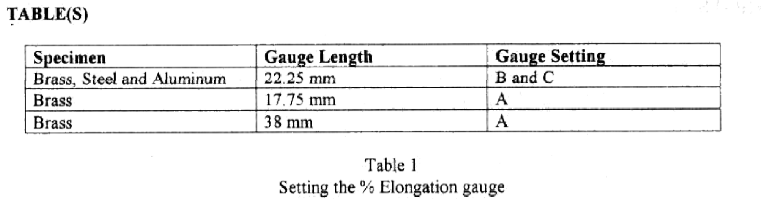 TABLE(S)
Specimen Gauge Length Gauge Setting
Brass, Steel and Aluminum 22.25 mm B and C
Brass 17.75 mm A
Brass 38 mm A
Table 1
Setting the % Elongation gauge